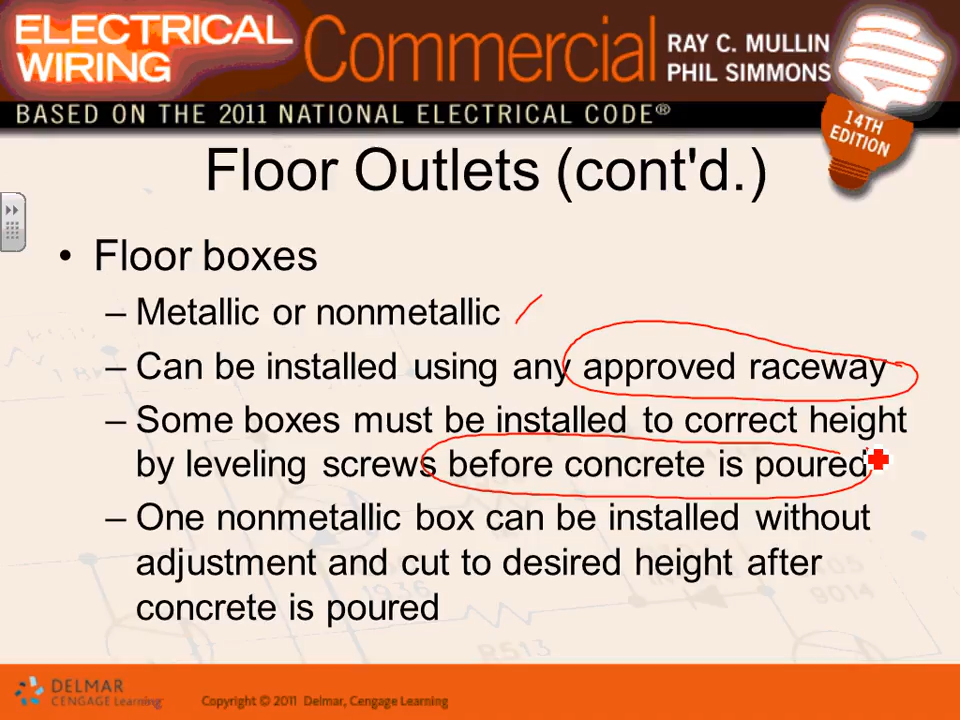 ELECTRICAL
WIRING
Commercial
RAY C. MULLIN
PHIL SIMMONS
BASED ON THE 2011 NATIONAL ELECTRICAL CODE®
14TH
EDITION
Floor Outlets (cont'd.)
• Floor boxes
– Metallic or nonmetallic
– Can be installed using any approved raceway
– Some boxes must be installed to correct height
by leveling screws before concrete is poured
– One nonmetallic box can be installed without
adjustment and cut to desired height after
concrete is poured
1936
R513
9014
DELMAR
CENGAGE Learning
Copyright © 2011 Delmar, Cengage Learning